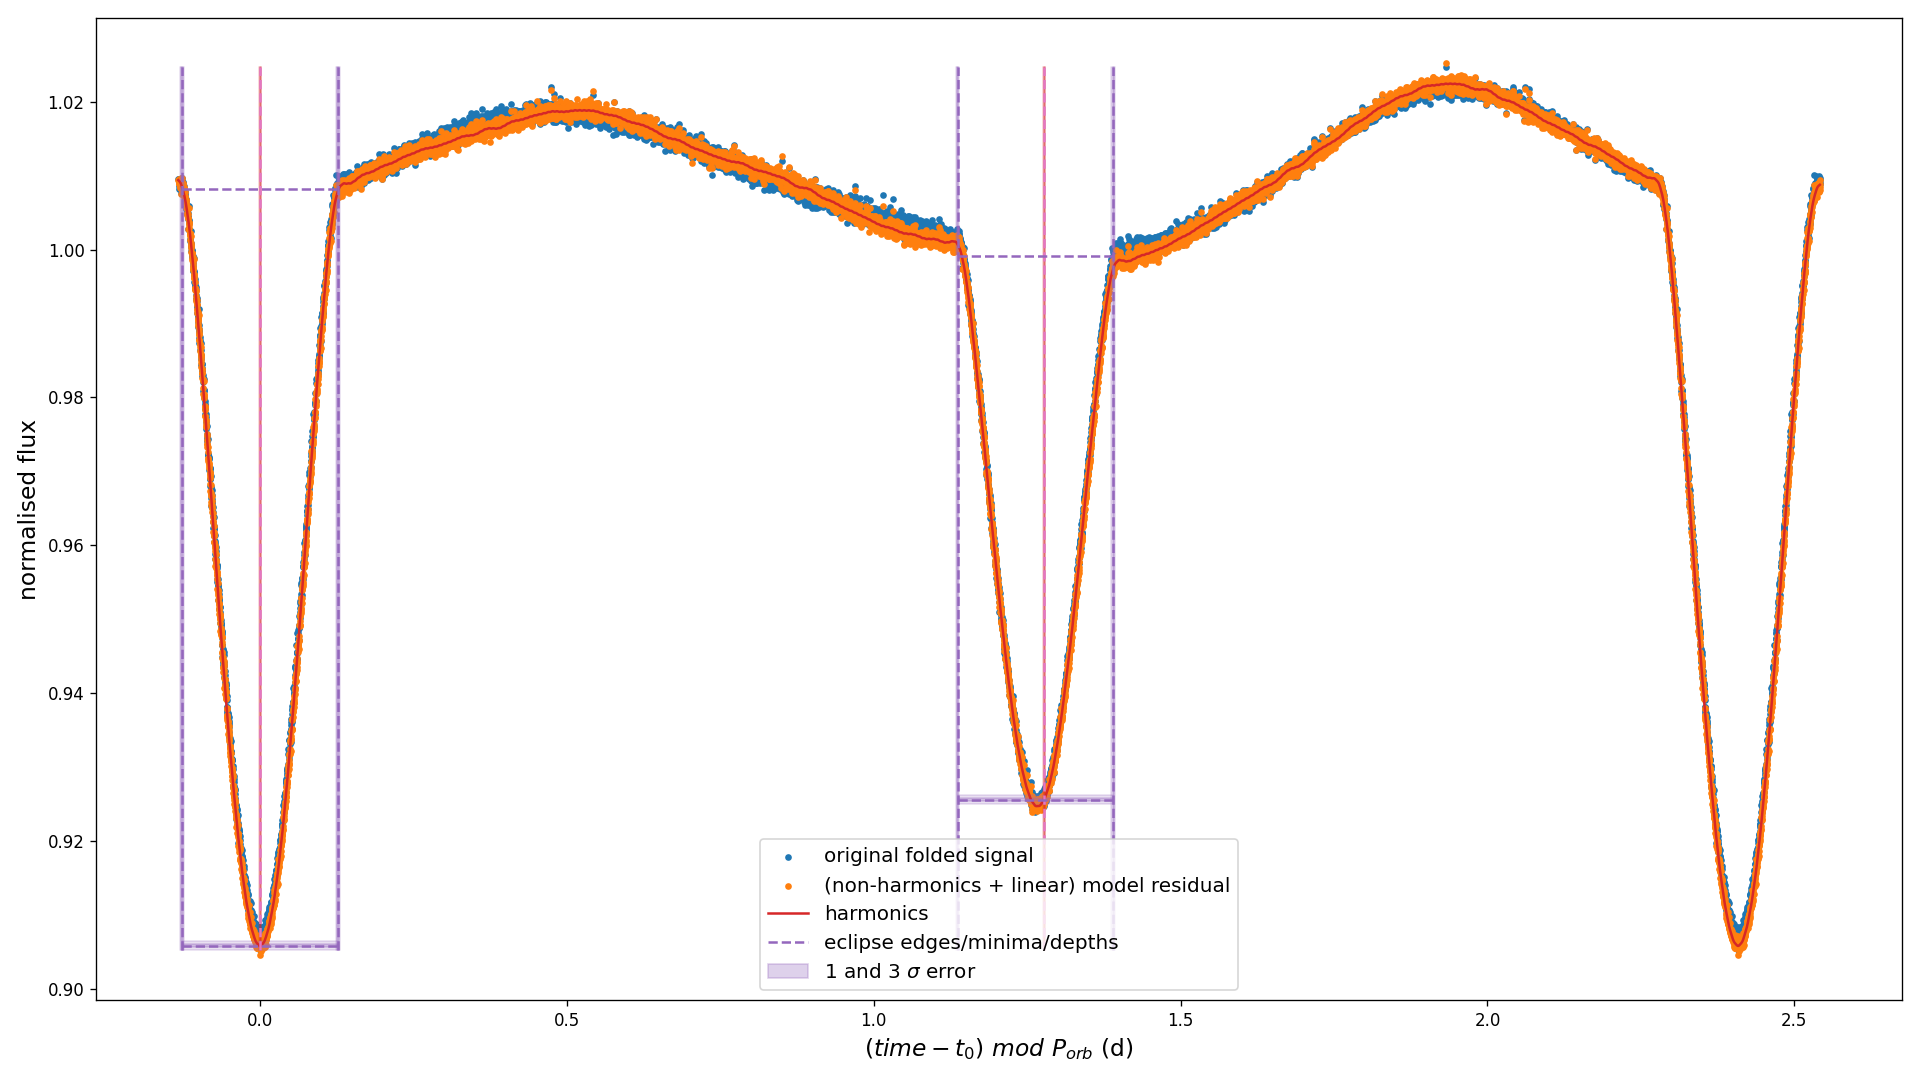 normalised flux
1.02
1.00
0.98
0.96
0.94
0.92
0.90
original folded signal
(non-harmonics + linear) model residual
harmonics
eclipse edges/minima/depths
1 and 3 σ error
0.0 0.5 1.0 1.5 2.0 2.5
(time − t₀) mod Pₒᵣb (d)